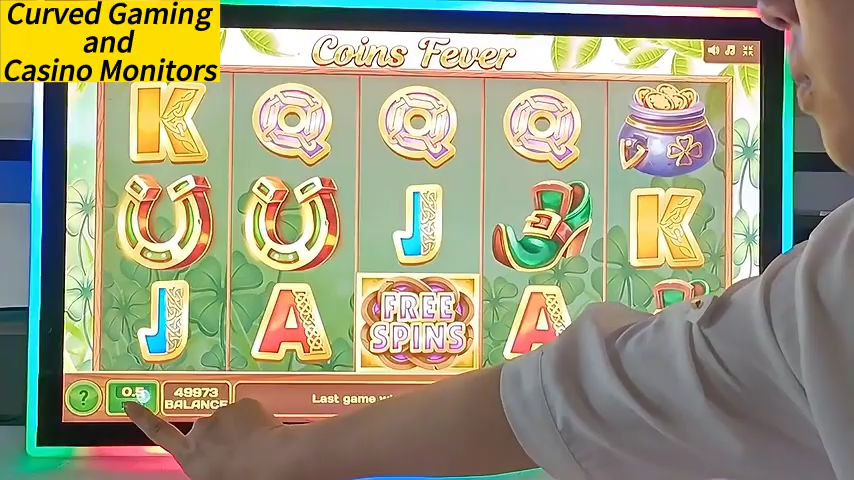 Curved Gaming
and
Casino Monitors
Coins Fever
K
Q
Q
Q
J
K
J
A
FREE
SPINS
A
?
0.5
49973
BALANCE
Last game